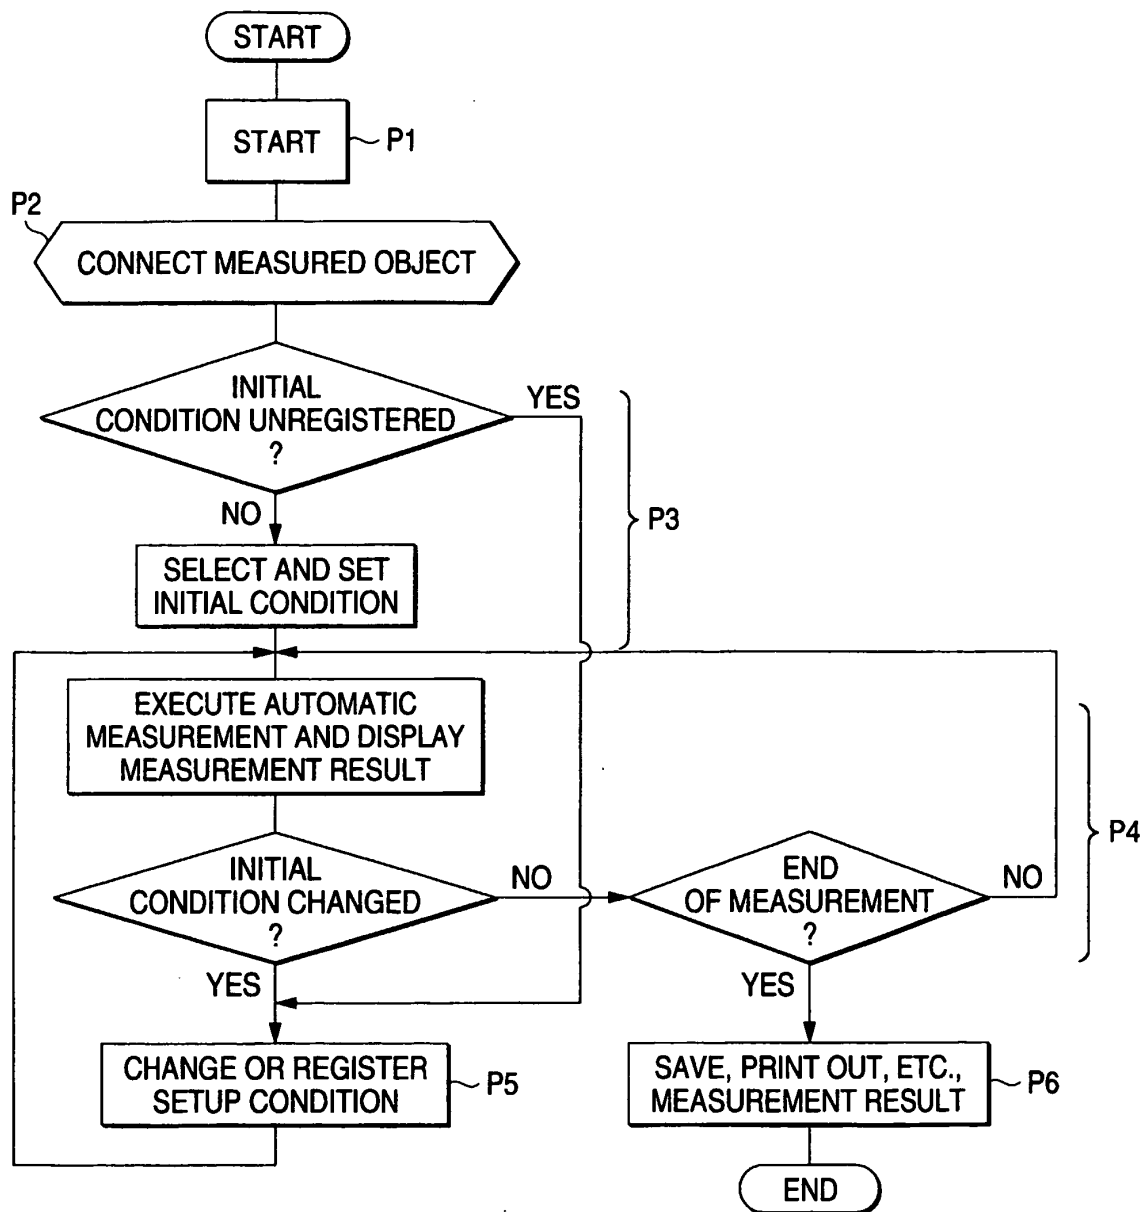 START
START
P1
P2
CONNECT MEASURED OBJECT
INITIAL
CONDITION UNREGISTERED
?
YES
NO
P3
SELECT AND SET
INITIAL CONDITION
EXECUTE AUTOMATIC
MEASUREMENT AND DISPLAY
MEASUREMENT RESULT
P4
INITIAL
CONDITION CHANGED
?
NO
END
OF MEASUREMENT
?
NO
YES
YES
CHANGE OR REGISTER
SETUP CONDITION
P5
SAVE, PRINT OUT, ETC.,
MEASUREMENT RESULT
P6
END